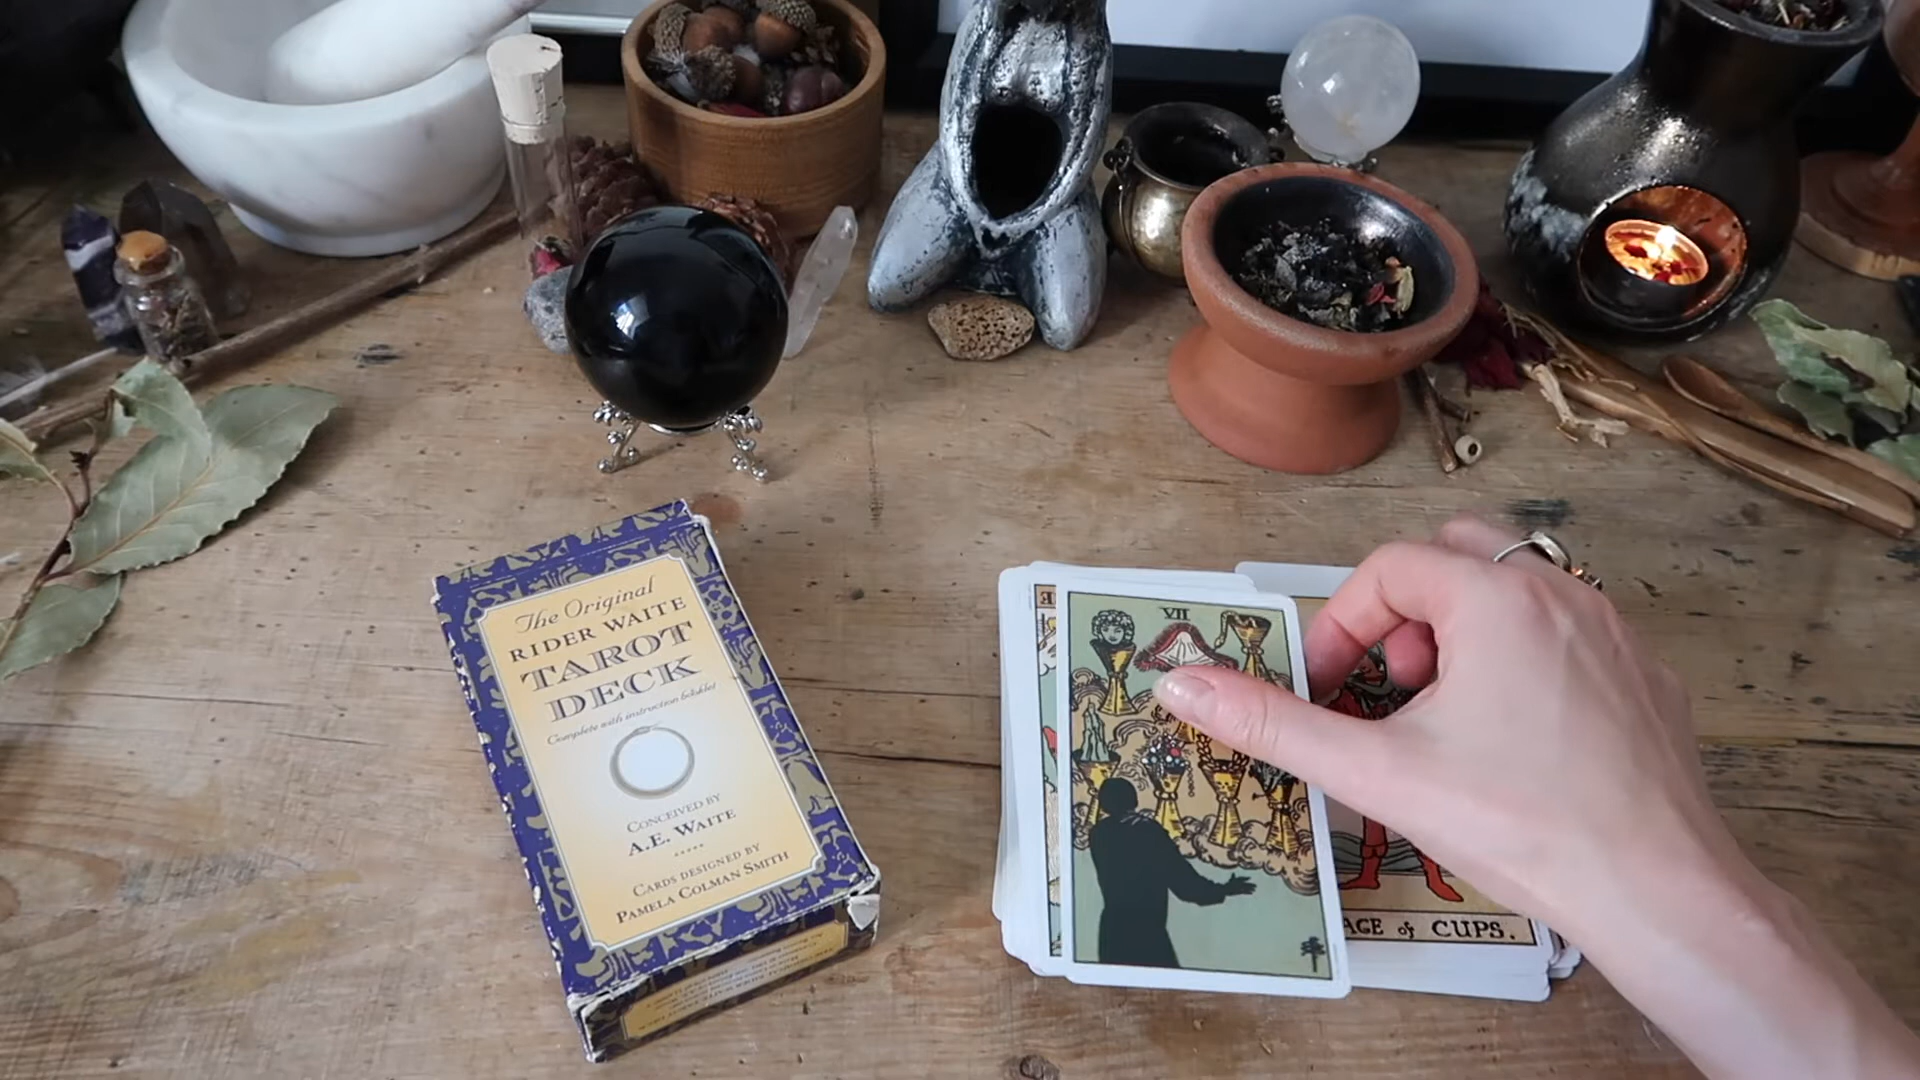 The Original
RIDER WAITE
TAROT
DECK
Complete with instruction booklet
CONCEIVED BY
A.E. WAITE
CARDS DESIGNED BY
PAMELA COLMAN SMITH
VII
AGE of CUPS.